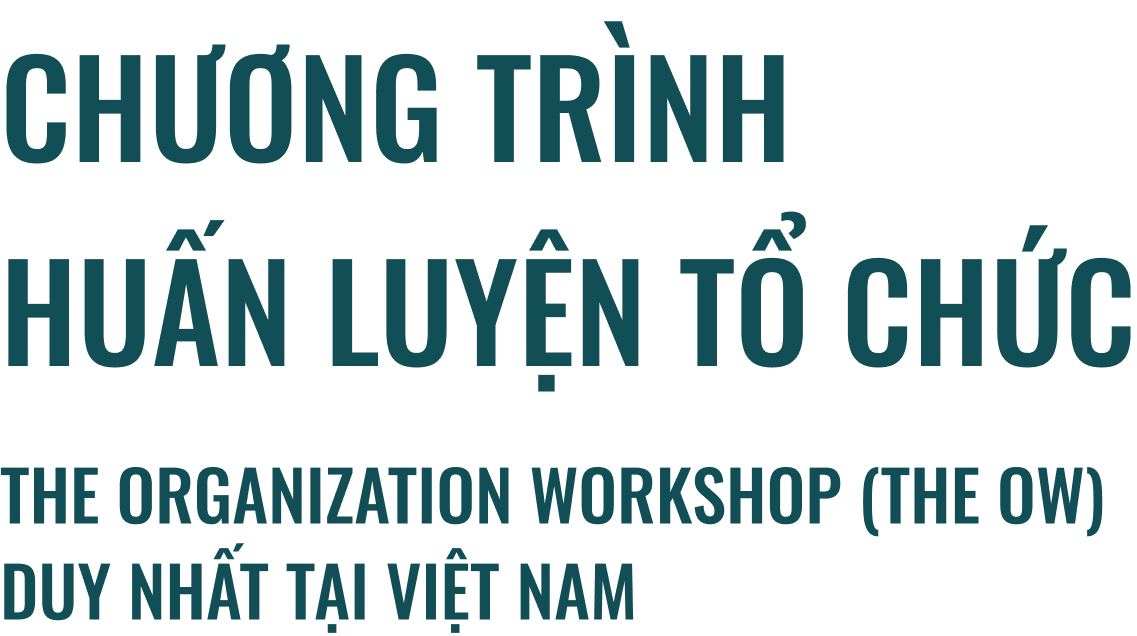 CHƯƠNG TRÌNH
HUẤN LUYỆN TỔ CHỨC
THE ORGANIZATION WORKSHOP (THE OW)
DUY NHẤT TẠI VIỆT NAM